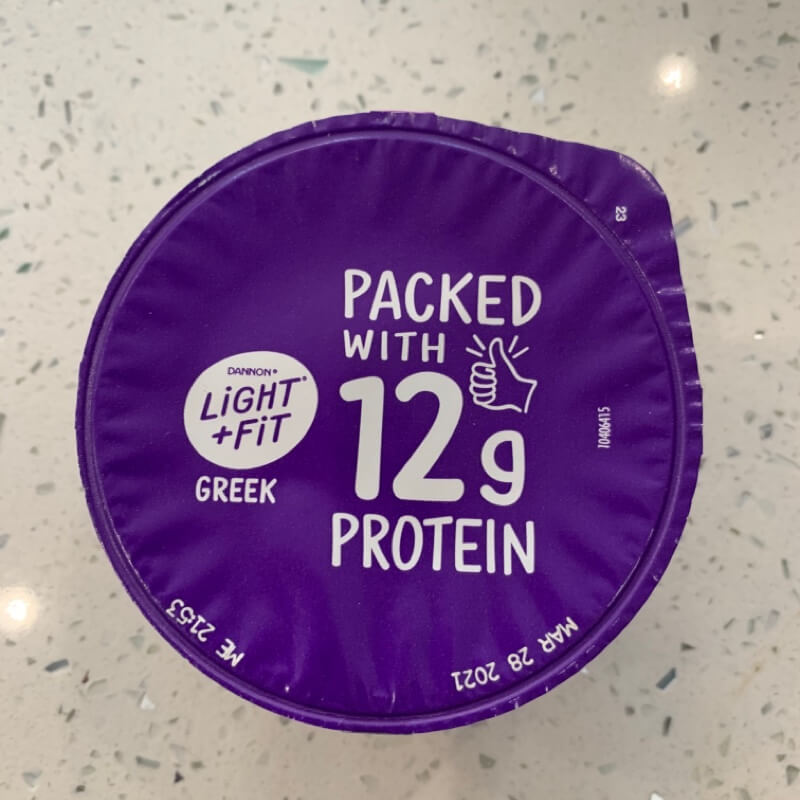 23
PACKED
WITH
12g
PROTEIN
DANNON®
LiGHT®
+FiT
GREEK
10406415
ME 2153
MAR 28 2021